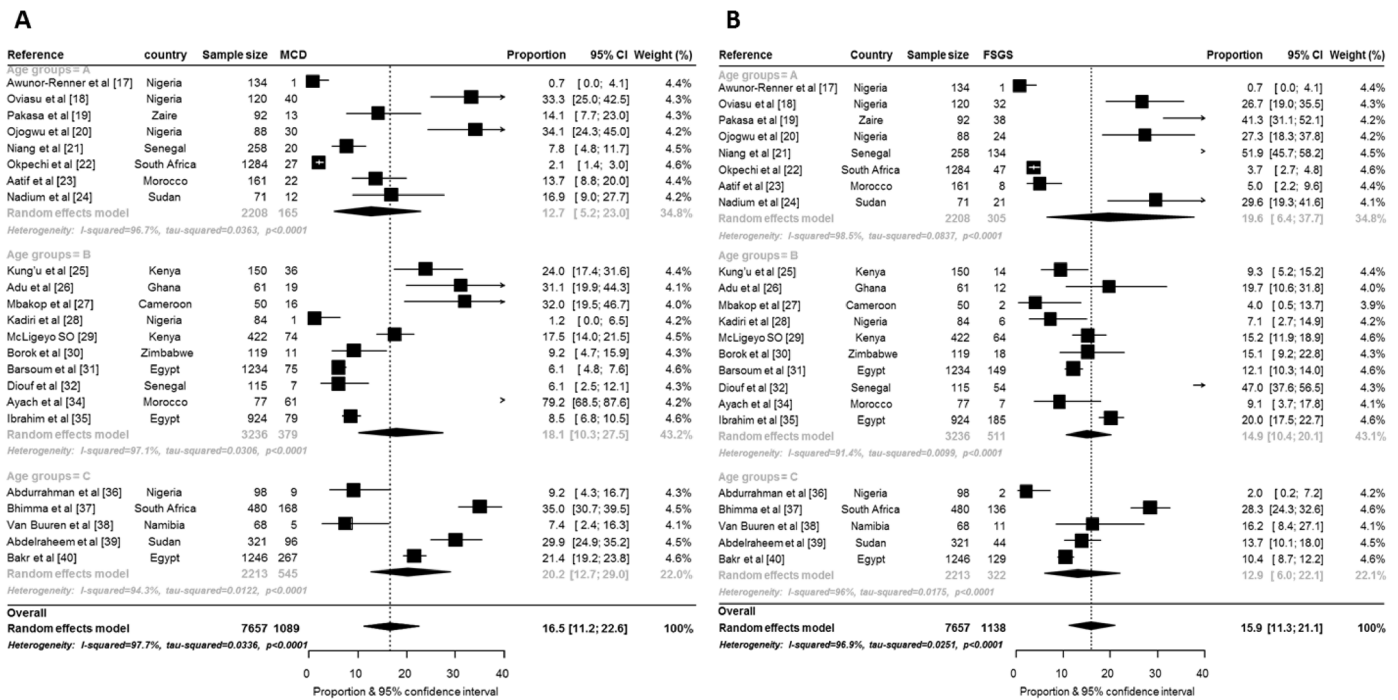 A
Reference country Sample size MCD Proportion 95% CI Weight (%)
Age groups= A
Awunor-Renner et al [17] Nigeria 134 1 0.7 [ 0.0; 4.1] 4.4%
Oviasu et al [18] Nigeria 120 40 33.3 [25.0; 42.5] 4.3%
Pakasa et al [19] Zaire 92 13 14.1 [ 7.7; 23.0] 4.3%
Ojogwu et al [20] Nigeria 88 30 34.1 [24.3; 45.0] 4.2%
Niang et al [21] Senegal 258 20 7.8 [ 4.8; 11.7] 4.5%
Okpechi et al [22] South Africa 1284 27 2.1 [ 1.4; 3.0] 4.6%
Aatif et al [23] Morocco 161 22 13.7 [ 8.8; 20.0] 4.4%
Nadium et al [24] Sudan 71 12 16.9 [ 9.0; 27.7] 4.2%
Random effects model 2208 165 12.7 [ 5.2; 23.0] 34.8%
Heterogeneity: I-squared=96.7%, tau-squared=0.0363, p<0.0001
Age groups= B
Kung'u et al [25] Kenya 150 36 24.0 [17.4; 31.6] 4.4%
Adu et al [26] Ghana 61 19 31.1 [19.9; 44.3] 4.1%
Mbakop et al [27] Cameroon 50 16 32.0 [19.5; 46.7] 4.0%
Kadiri et al [28] Nigeria 84 1 1.2 [ 0.0; 6.5] 4.2%
McLigeyo SO [29] Kenya 422 74 17.5 [14.0; 21.5] 4.5%
Borok et al [30] Zimbabwe 119 11 9.2 [ 4.7; 15.9] 4.3%
Barsoum et al [31] Egypt 1234 75 6.1 [ 4.8; 7.6] 4.6%
Diouf et al [32] Senegal 115 7 6.1 [ 2.5; 12.1] 4.3%
Ayach et al [34] Morocco 77 61 79.2 [68.5; 87.6] 4.2%
Ibrahim et al [35] Egypt 924 79 8.5 [ 6.8; 10.5] 4.6%
Random effects model 3236 379 18.1 [10.3; 27.5] 43.2%
Heterogeneity: I-squared=97.1%, tau-squared=0.0306, p<0.0001
Age groups= C
Abdurrahman et al [36] Nigeria 98 9 9.2 [ 4.3; 16.7] 4.3%
Bhimma et al [37] South Africa 480 168 35.0 [30.7; 39.5] 4.5%
Van Buuren et al [38] Namibia 68 5 7.4 [ 2.4; 16.3] 4.1%
Abdelraheem et al [39] Sudan 321 96 29.9 [24.9; 35.2] 4.5%
Bakr et al [40] Egypt 1246 267 21.4 [19.2; 23.8] 4.6%
Random effects model 2213 545 20.2 [12.7; 29.0] 22.0%
Heterogeneity: I-squared=94.3%, tau-squared=0.0122, p<0.0001
Overall
Random effects model 7657 1089 16.5 [11.2; 22.6] 100%
Heterogeneity: I-squared=97.7%, tau-squared=0.0336, p<0.0001
0 10 20 30 40
Proportion & 95% confidence interval
B
Reference Country Sample size FSGS Proportion 95% CI Weight (%)
Age groups= A
Awunor-Renner et al [17] Nigeria 134 1 0.7 [ 0.0; 4.1] 4.4%
Oviasu et al [18] Nigeria 120 32 26.7 [19.0; 35.5] 4.3%
Pakasa et al [19] Zaire 92 38 41.3 [31.1; 52.1] 4.2%
Ojogwu et al [20] Nigeria 88 24 27.3 [18.3; 37.8] 4.2%
Niang et al [21] Senegal 258 134 51.9 [45.7; 58.2] 4.5%
Okpechi et al [22] South Africa 1284 47 3.7 [ 2.7; 4.8] 4.6%
Aatif et al [23] Morocco 161 8 5.0 [ 2.2; 9.6] 4.4%
Nadium et al [24] Sudan 71 21 29.6 [19.3; 41.6] 4.1%
Random effects model 2208 305 19.6 [ 6.4; 37.7] 34.8%
Heterogeneity: I-squared=98.5%, tau-squared=0.0837, p<0.0001
Age groups= B
Kung'u et al [25] Kenya 150 14 9.3 [ 5.2; 15.2] 4.4%
Adu et al [26] Ghana 61 12 19.7 [10.6; 31.8] 4.0%
Mbakop et al [27] Cameroon 50 2 4.0 [ 0.5; 13.7] 3.9%
Kadiri et al [28] Nigeria 84 6 7.1 [ 2.7; 14.9] 4.2%
McLigeyo SO [29] Kenya 422 64 15.2 [11.9; 18.9] 4.6%
Borok et al [30] Zimbabwe 119 18 15.1 [ 9.2; 22.8] 4.3%
Barsoum et al [31] Egypt 1234 149 12.1 [10.3; 14.0] 4.6%
Diouf et al [32] Senegal 115 54 47.0 [37.6; 56.5] 4.3%
Ayach et al [34] Morocco 77 7 9.1 [ 3.7; 17.8] 4.1%
Ibrahim et al [35] Egypt 924 185 20.0 [17.5; 22.7] 4.6%
Random effects model 3236 511 14.9 [10.4; 20.1] 43.1%
Heterogeneity: I-squared=91.4%, tau-squared=0.0099, p<0.0001
Age groups= C
Abdurrahman et al [36] Nigeria 98 2 2.0 [ 0.2; 7.2] 4.2%
Bhimma et al [37] South Africa 480 136 28.3 [24.3; 32.6] 4.6%
Van Buuren et al [38] Namibia 68 11 16.2 [ 8.4; 27.1] 4.1%
Abdelraheem et al [39] Sudan 321 44 13.7 [10.1; 18.0] 4.5%
Bakr et al [40] Egypt 1246 129 10.4 [ 8.7; 12.2] 4.6%
Random effects model 2213 322 12.9 [ 6.0; 22.1] 22.1%
Heterogeneity: I-squared=96%, tau-squared=0.0175, p<0.0001
Overall
Random effects model 7657 1138 15.9 [11.3; 21.1] 100%
Heterogeneity: I-squared=96.9%, tau-squared=0.0251, p<0.0001
0 10 20 30 40
Proportion & 95% confidence interval